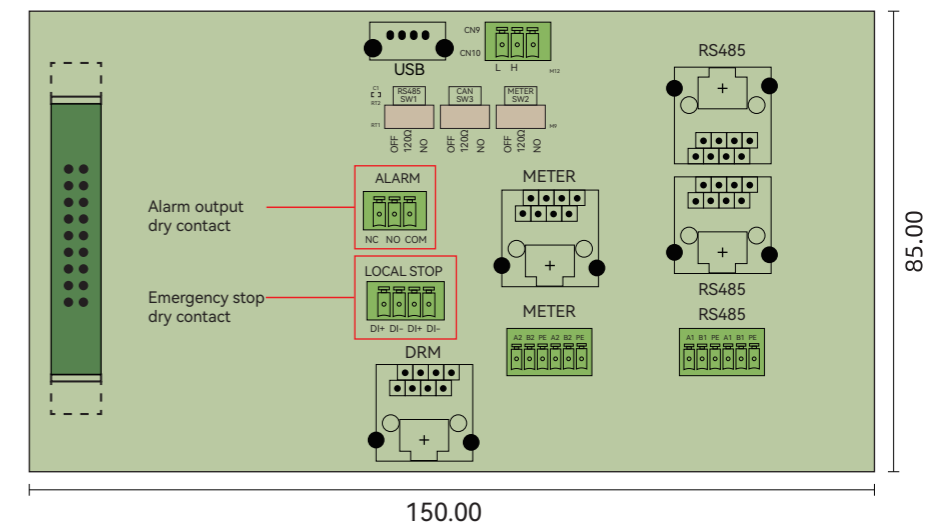 CN9
CN10
L H
M12
USB
C1
RT2
RT1
RS485
SW1
CAN
SW3
METER
SW2
M9
OFF
120Ω
NO
OFF
120Ω
NO
OFF
120Ω
NO
RS485
ALARM
NC NO COM
Alarm output
dry contact
METER
LOCAL STOP
DI+ DI− DI+ DI−
Emergency stop
dry contact
RS485
METER
A2 B2 PE A2 B2 PE
RS485
A1 B1 PE A1 B1 PE
DRM
85.00
150.00